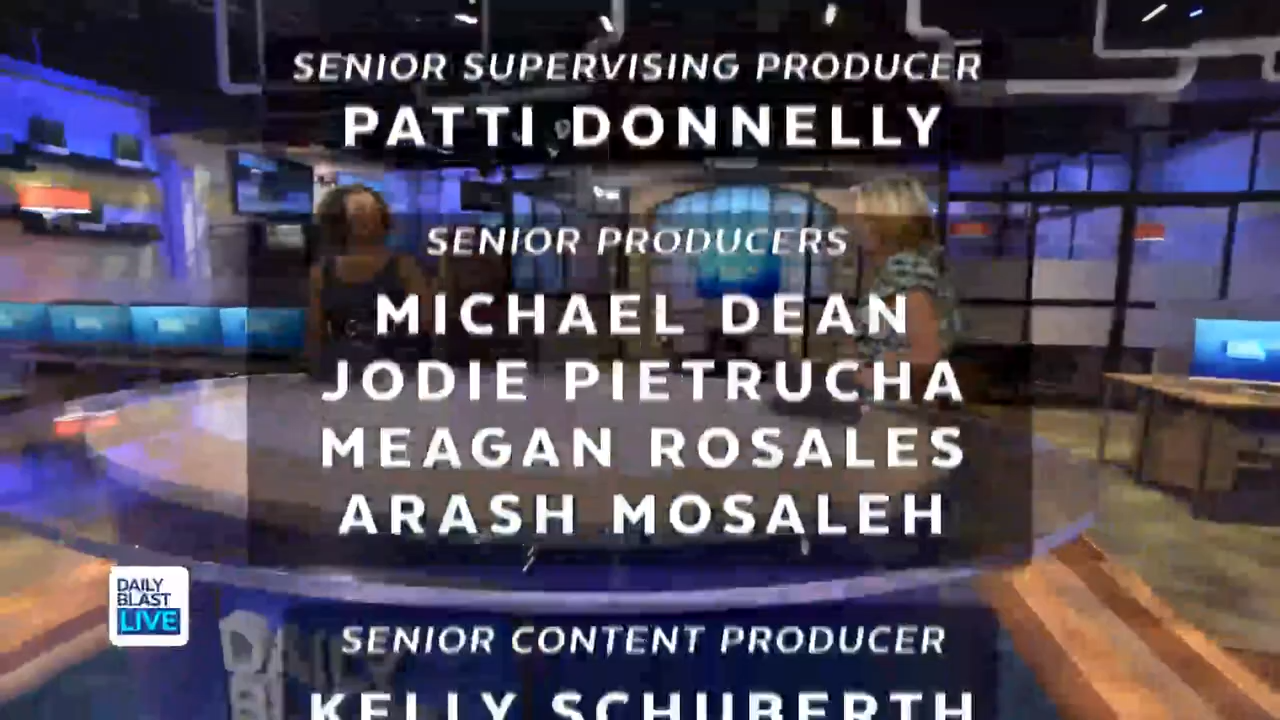 SENIOR SUPERVISING PRODUCER
PATTI DONNELLY
SENIOR PRODUCERS
MICHAEL DEAN
JODIE PIETRUCHA
MEAGAN ROSALES
ARASH MOSALEH
DAILY
BLAST
LIVE
SENIOR CONTENT PRODUCER
KELLY SCHUBERTH